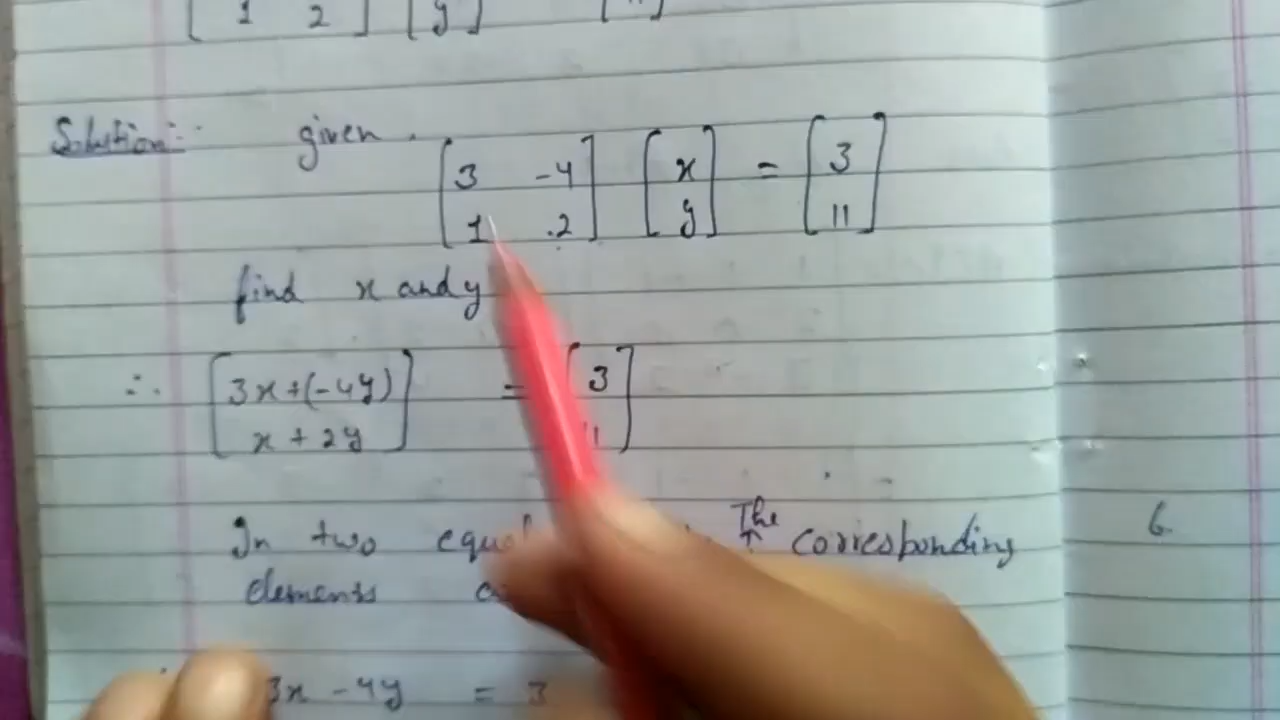 1 2 y
Solution:- given. [3 -4] [x] = [3]
[1 .2] [y] [11]
find x and y
∴ [3x+(-4y)] = [3]
[x + 2y]
In two The corresponding 6
elements
3x - 4y = 3